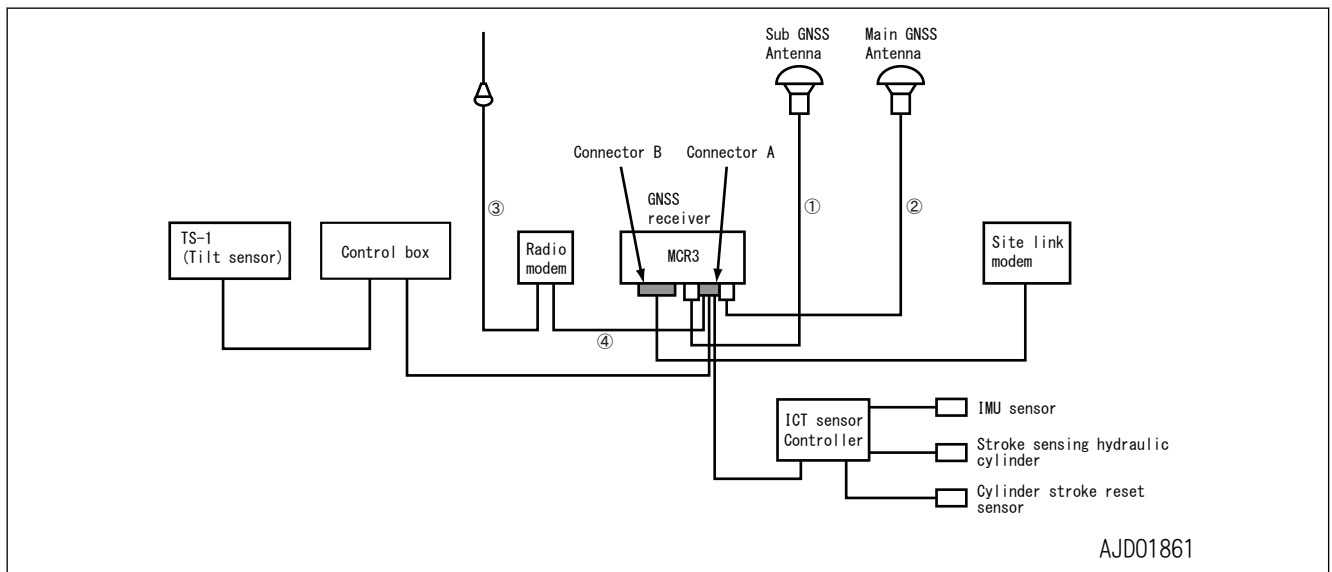 Sub GNSS
Antenna
Main GNSS
Antenna
Connector B
Connector A
③
GNSS
receiver
①
②
TS-1
(Tilt sensor)
Control box
Radio
modem
MCR3
Site link
modem
④
ICT sensor
Controller
IMU sensor
Stroke sensing hydraulic
cylinder
Cylinder stroke reset
sensor
AJD01861